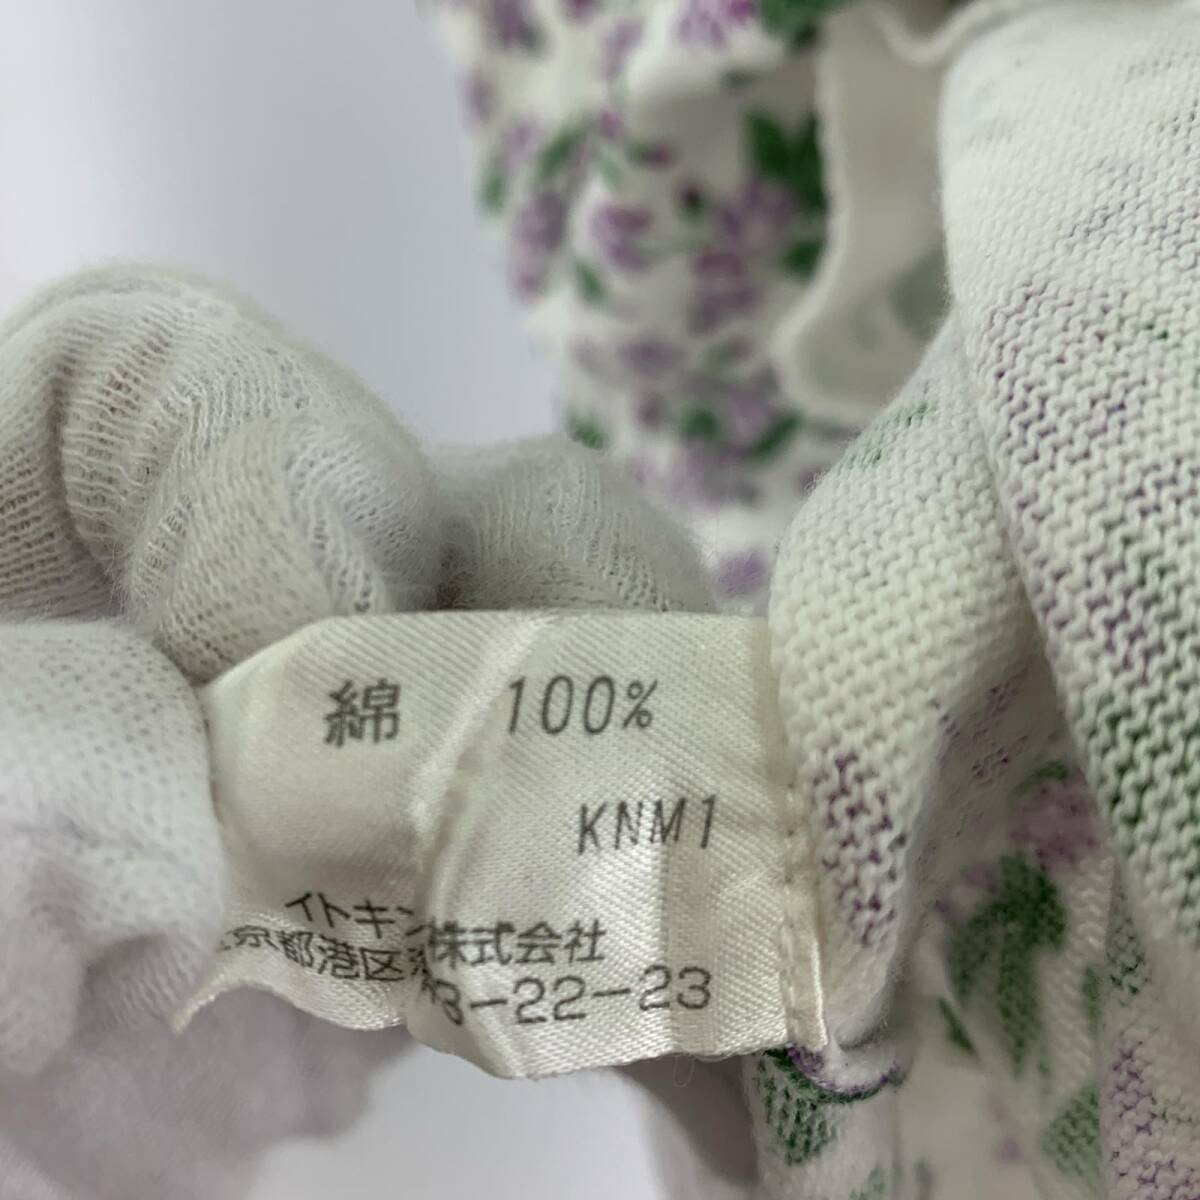 綿 100%
KNM1
イトキン株式会社
京都港区 3-22-23